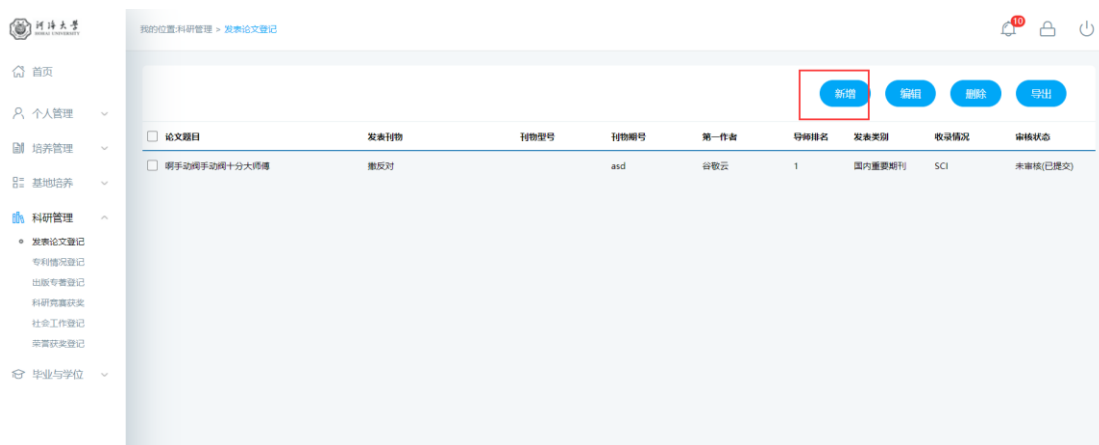 河海大学
HOHAI UNIVERSITY
我的位置:科研管理 > 发表论文登记
10
首页
个人管理
培养管理
基地培养
科研管理
发表论文登记
专利情况登记
出版专著登记
科研竞赛获奖
社会工作登记
荣誉获奖登记
毕业与学位
新增 编辑 删除 导出
论文题目 发表刊物 刊物型号 刊物期号 第一作者 导师排名 发表类别 收录情况 审核状态
啊手动阀手动阀十分大师傅 撒反对 asd 谷敬云 1 国内重要期刊 SCI 未审核(已提交)